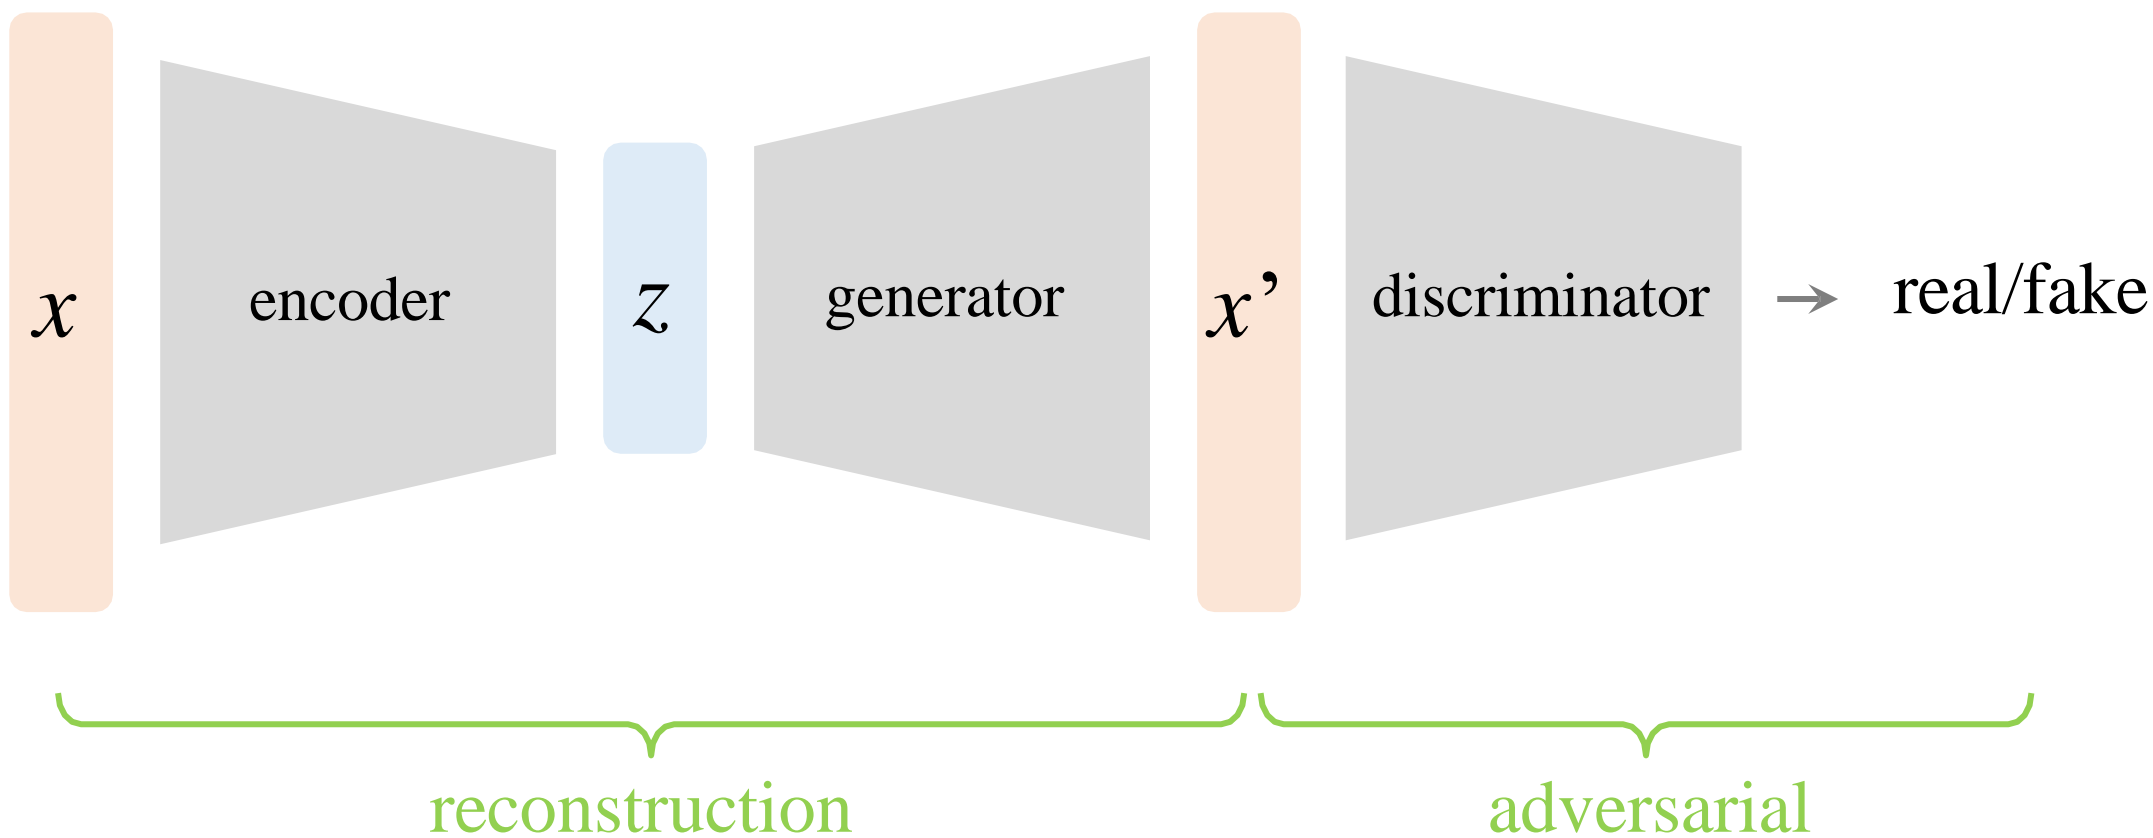 x
encoder
z
generator
x’
discriminator
real/fake
reconstruction
adversarial